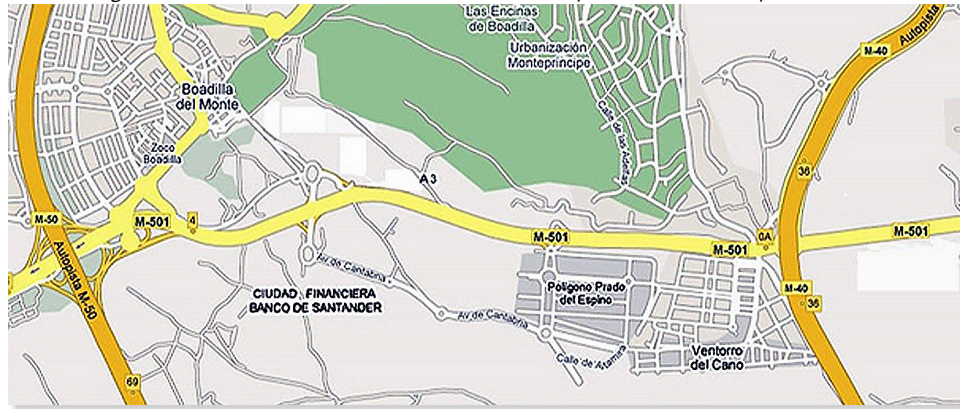 Las Encinas
de Boadilla
Urbanización
Montepríncipe
Autopista
M-40
Boadilla
del Monte
Zoco
Boadilla
Calle de las Adelfas
36
A 3
M-50
M-501
4
M-501
0A
M-501
M-501
Autopista M-50
Av de Cantabria
CIUDAD FINANCIERA
BANCO DE SANTANDER
Polígono Prado
del Espino
M-40
36
Av de Cantabria
Calle de Altamira
Ventorro
del Cano
69